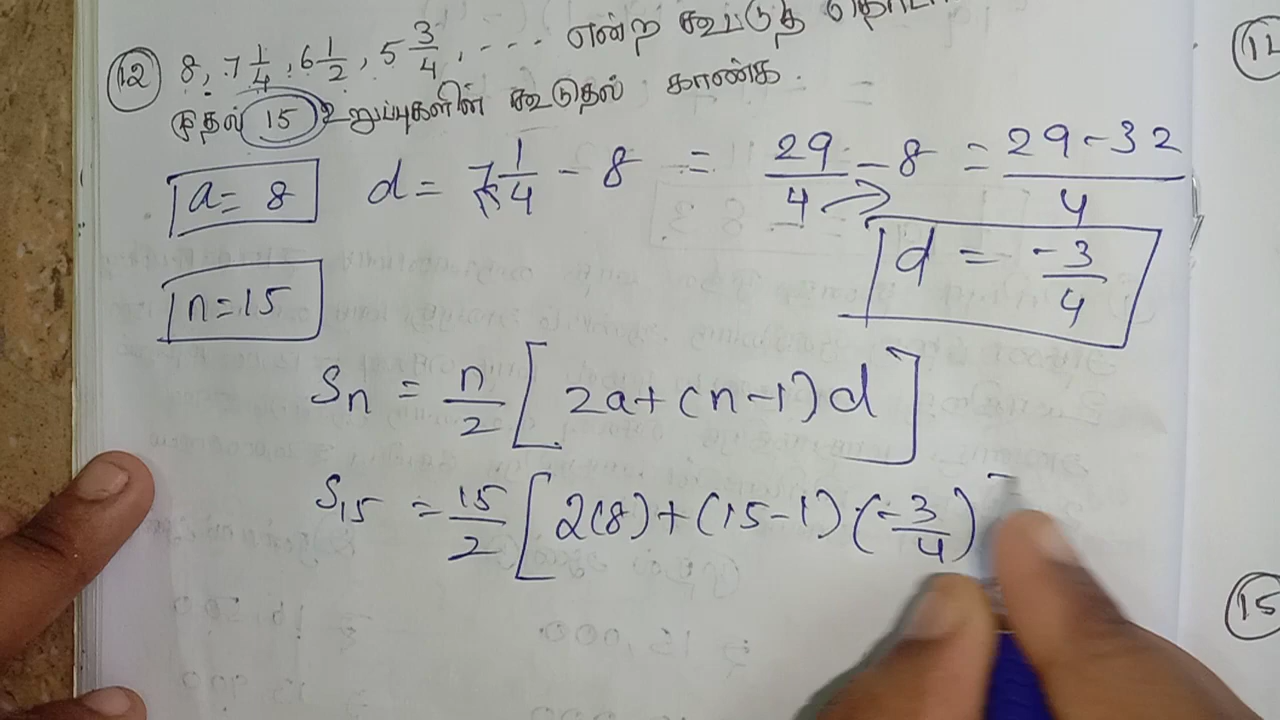 (12) 8, 7 1/4, 6 1/2, 5 3/4, ... என்ற கூட்டுத்
முதல் 15 உறுப்புகளின் கூடுதல் காண்க.
a = 8 d = 7 1/4 - 8 = 29/4 - 8 = (29-32)/4
n = 15 d = -3/4
Sn = n/2 [2a + (n-1)d]
S15 = 15/2 [2(8) + (15-1)(-3/4)
(15)